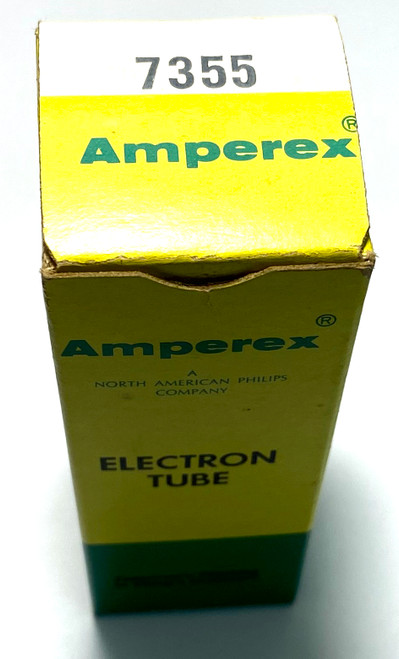 7355
Amperex®
Amperex®
A
NORTH AMERICAN PHILIPS
COMPANY
ELECTRON
TUBE